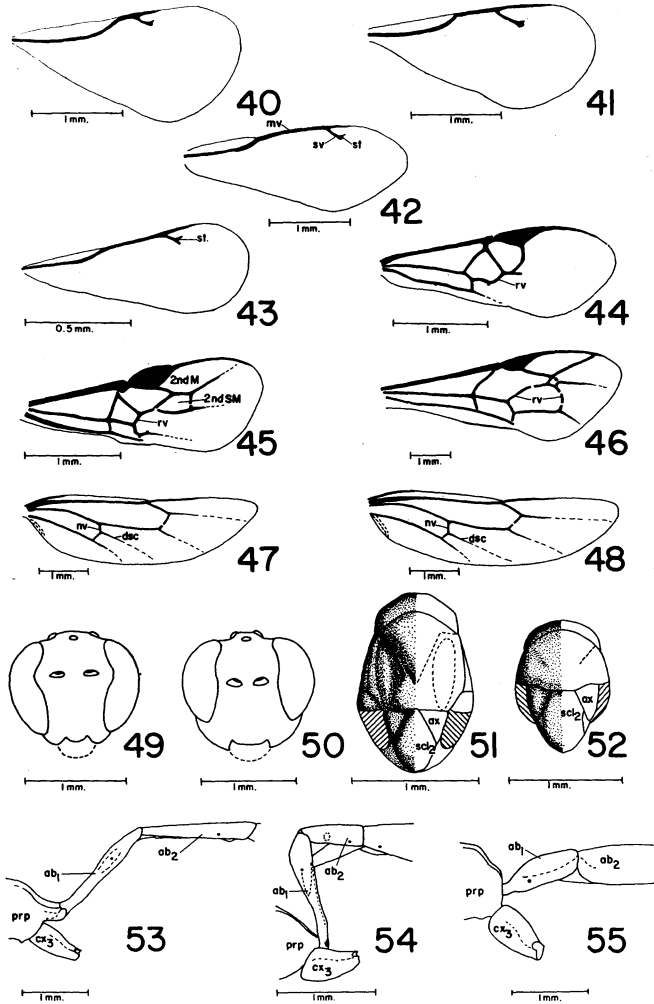 40
1 mm.
41
1 mm.
mv
sv
st
42
1 mm.
st.
43
0.5 mm.
rv
44
1 mm.
2nd M
2nd SM
rv
45
1 mm.
rv
46
1 mm.
nv
dsc
47
1 mm.
nv
dsc
48
1 mm.
49
1 mm.
50
1 mm.
ax
scl2
51
1 mm.
ax
scl2
52
1 mm.
ab1
ab2
prp
cx3
53
1 mm.
ab1
ab2
prp
cx3
54
1 mm.
ab1
ab2
prp
cx3
55
1 mm.